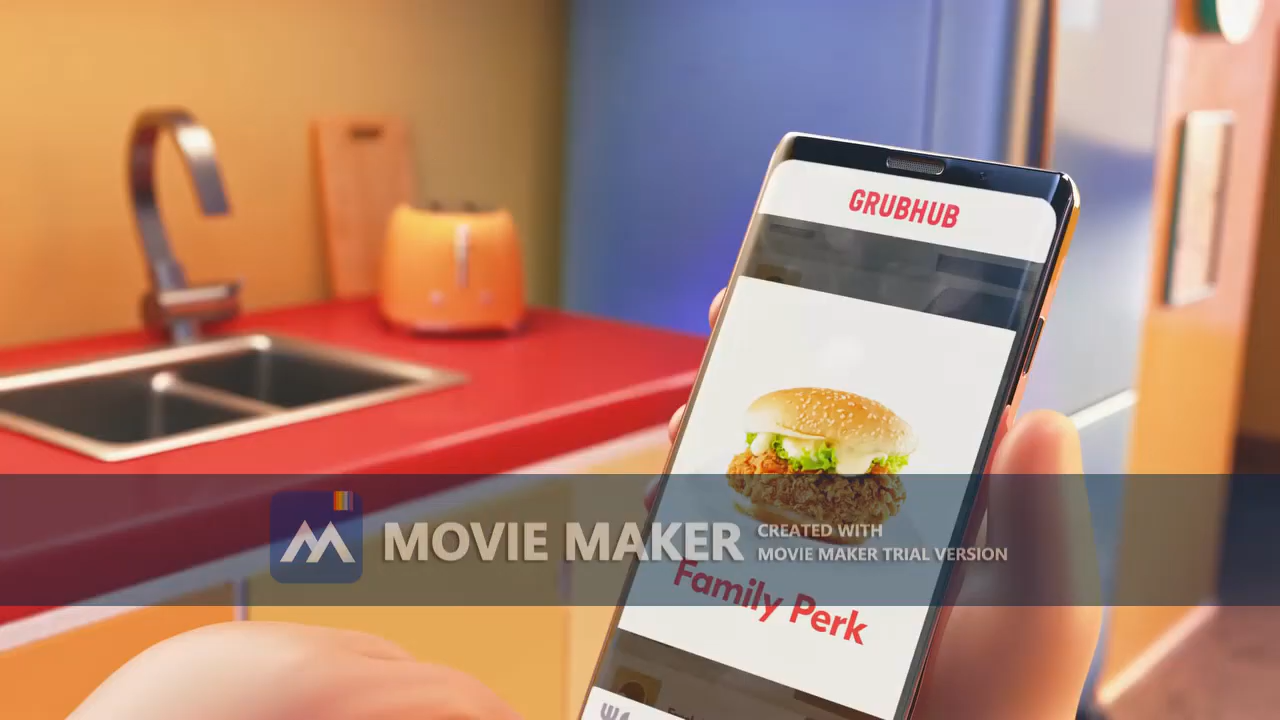 GRUBHUB
MOVIE MAKER
CREATED WITH
MOVIE MAKER TRIAL VERSION
Family Perk